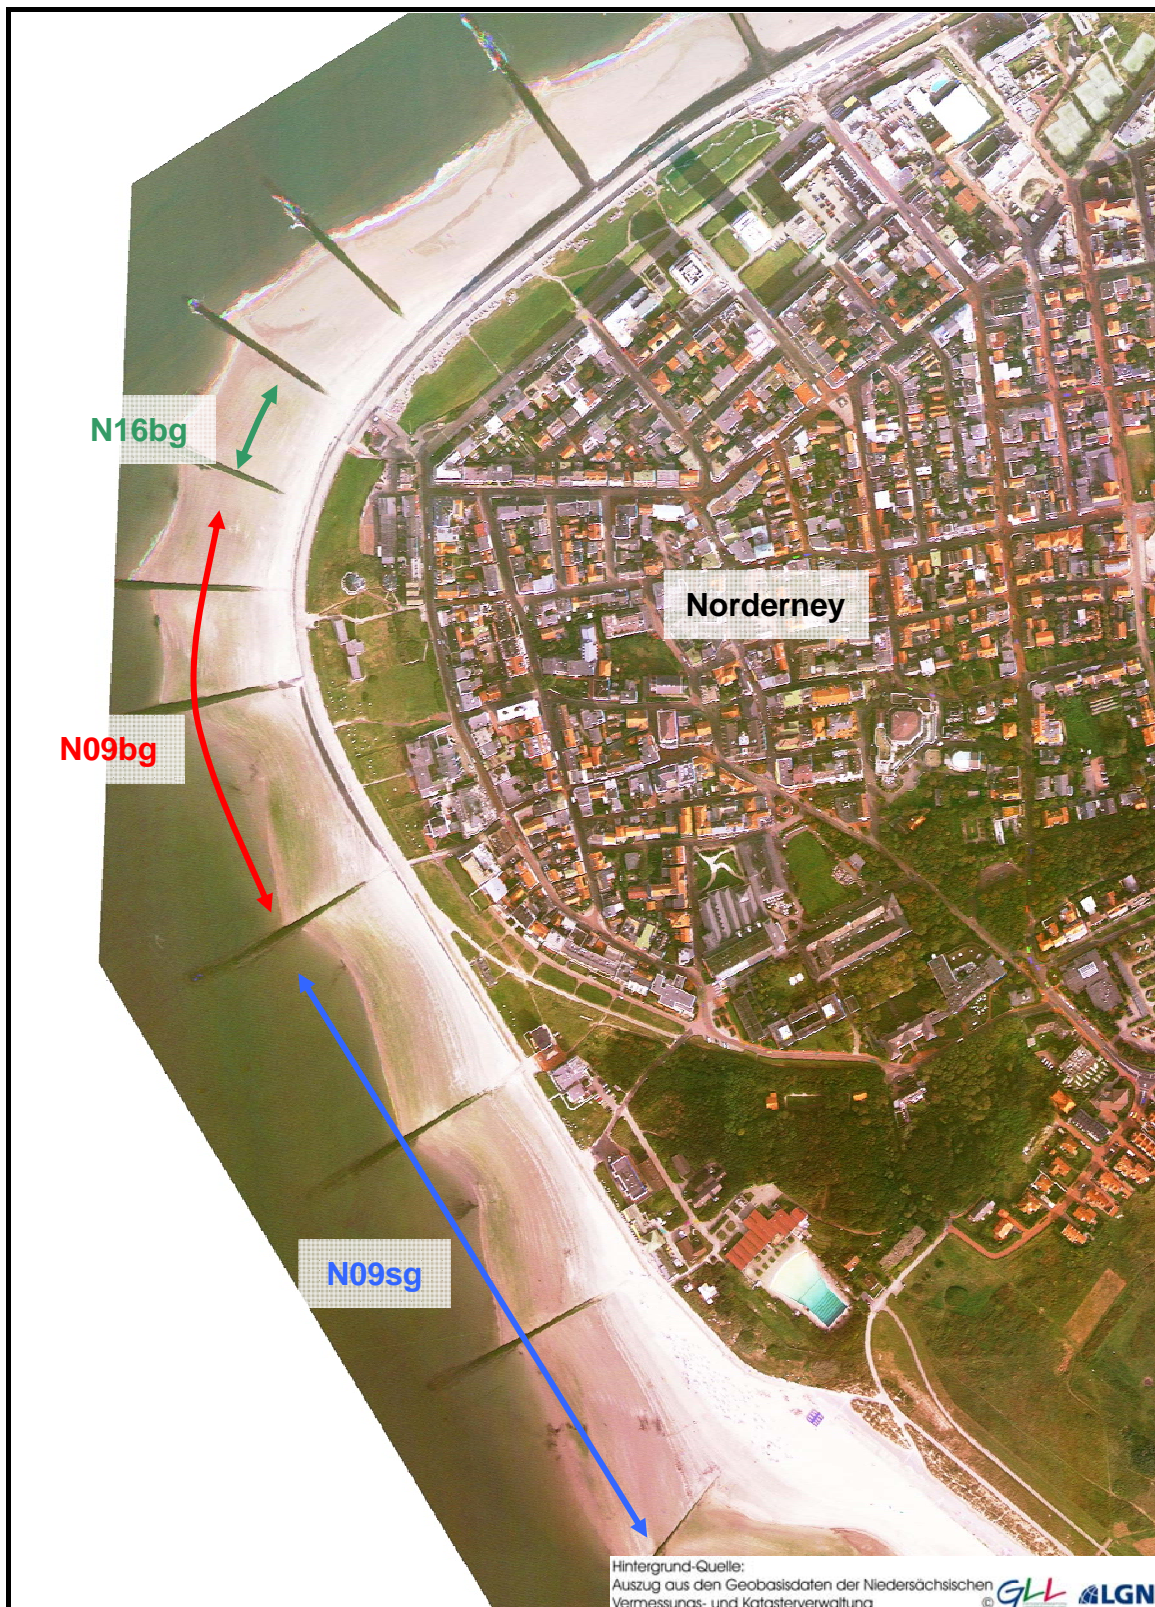 N16bg
Norderney
N09bg
N09sg
Hintergrund-Quelle:
Auszug aus den Geobasisdaten der Niedersächsischen
Vermessungs- und Katasterverwaltung
© GLL LGN